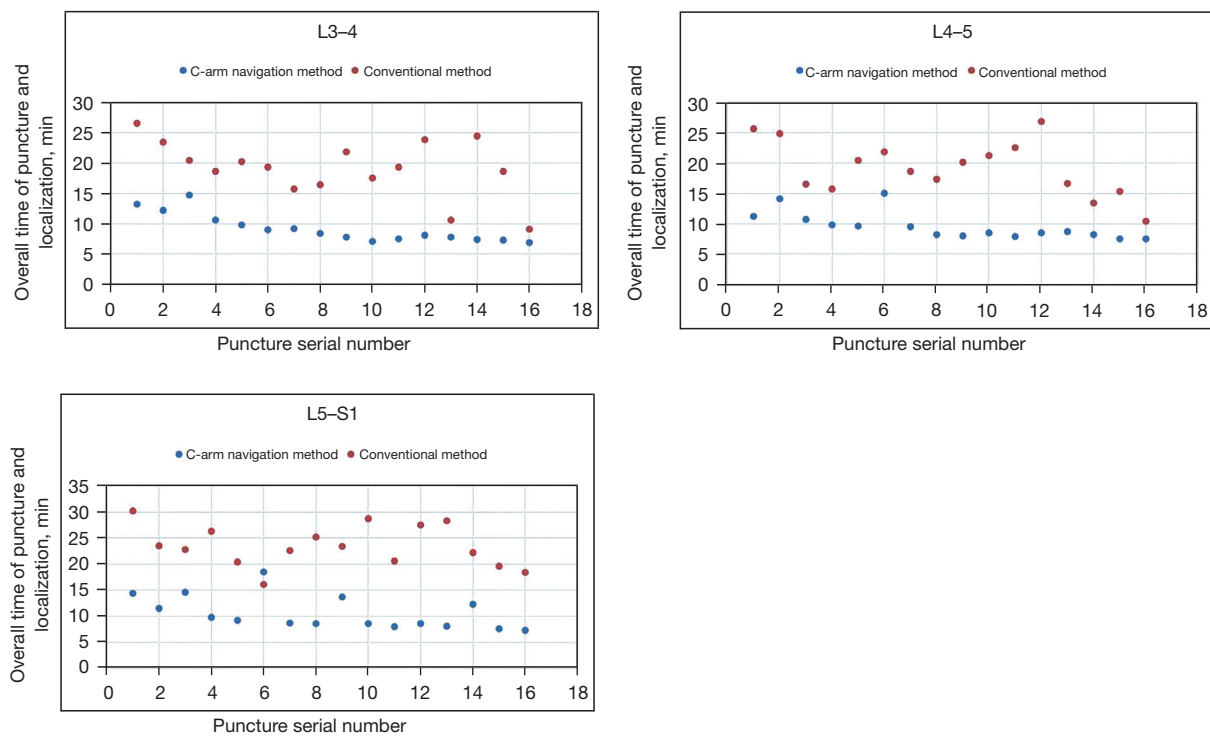 L3–4
C-arm navigation method Conventional method
Overall time of puncture and
localization, min
30
25
20
15
10
5
0
0 2 4 6 8 10 12 14 16 18
Puncture serial number
L4–5
C-arm navigation method Conventional method
Overall time of puncture and
localization, min
30
25
20
15
10
5
0
0 2 4 6 8 10 12 14 16 18
Puncture serial number
L5–S1
C-arm navigation method Conventional method
Overall time of puncture and
localization, min
35
30
25
20
15
10
5
0
0 2 4 6 8 10 12 14 16 18
Puncture serial number